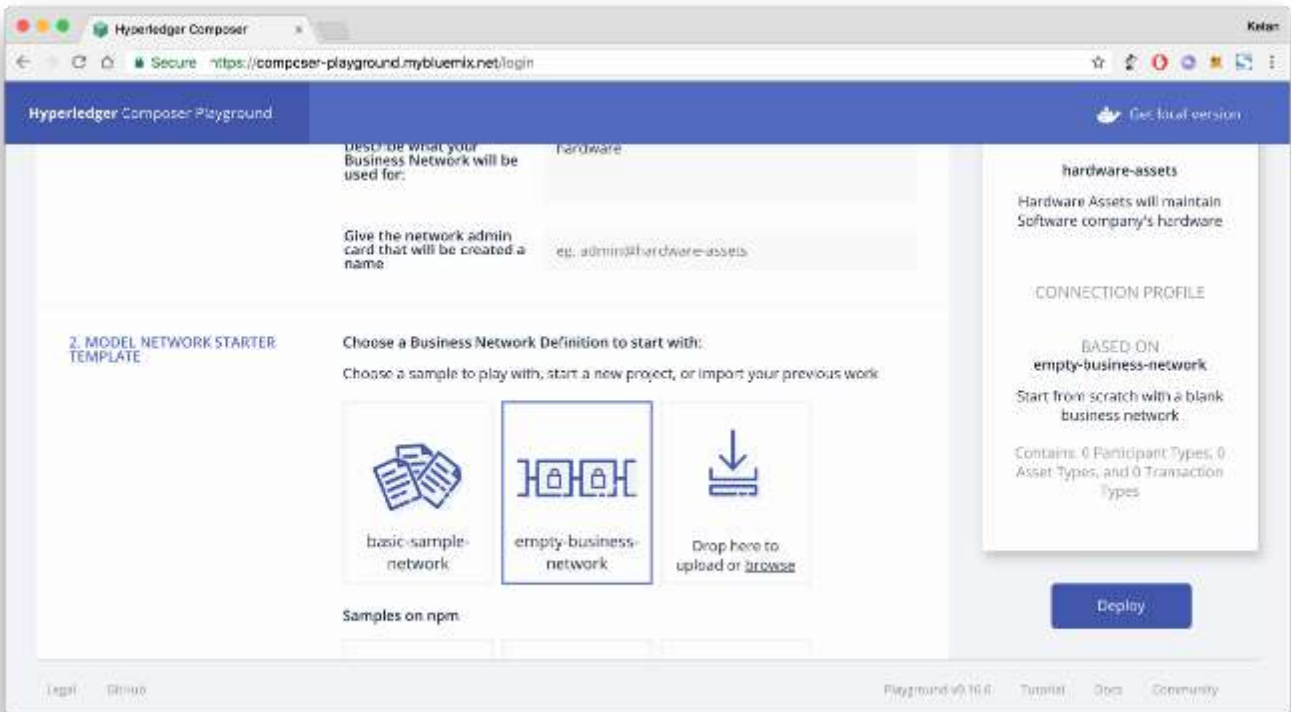 Hyperledger Composer
Ketan
Secure https://composer-playground.mybluemix.net/login
Hyperledger Composer Playground
Get local version
Describe what your
Business Network will be
used for:
hardware
Give the network admin
card that will be created a
name
eg. admin@hardware-assets
2. MODEL NETWORK STARTER
TEMPLATE
Choose a Business Network Definition to start with:
Choose a sample to play with, start a new project, or import your previous work
basic-sample-
network
empty-business-
network
Drop here to
upload or browse
Samples on npm
hardware-assets
Hardware Assets will maintain
Software company's hardware
CONNECTION PROFILE
BASED ON
empty-business-network
Start from scratch with a blank
business network
Contains: 0 Participant Types, 0
Asset Types, and 0 Transaction
Types
Deploy
Legal GitHub
Playground v0.16.0 Tutorial Docs Community